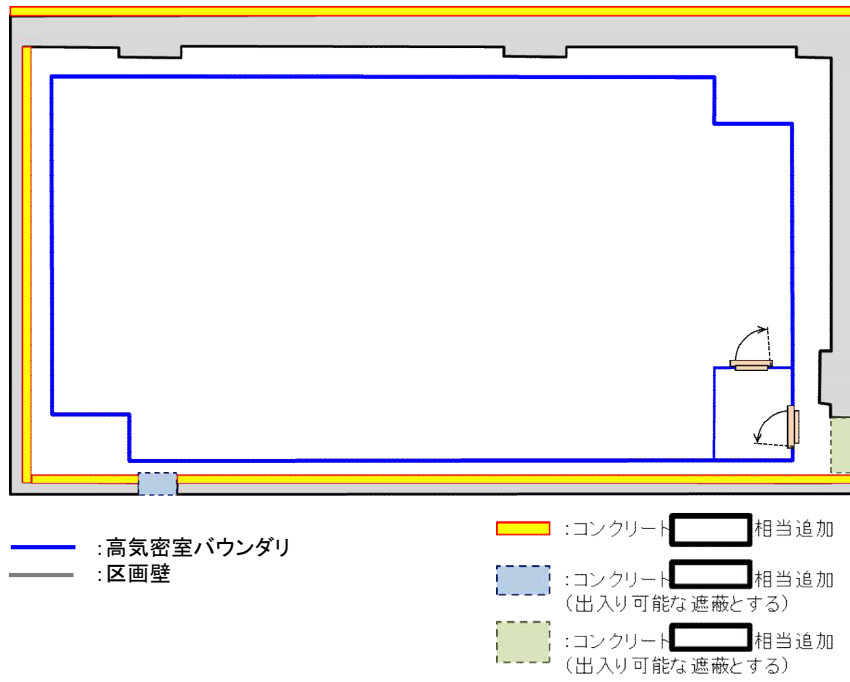 :高気密室バウンダリ
:区画壁
:コンクリート 相当追加
:コンクリート 相当追加
(出入り可能な遮蔽とする)
:コンクリート 相当追加
(出入り可能な遮蔽とする)